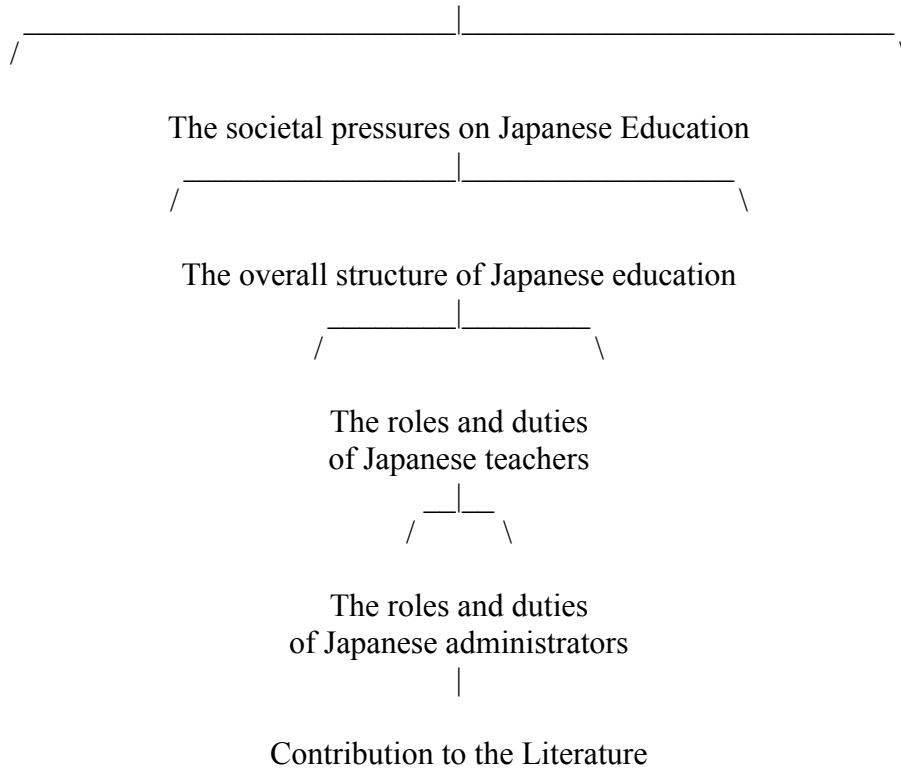 The societal pressures on Japanese Education
The overall structure of Japanese education
The roles and duties
of Japanese teachers
The roles and duties
of Japanese administrators
Contribution to the Literature